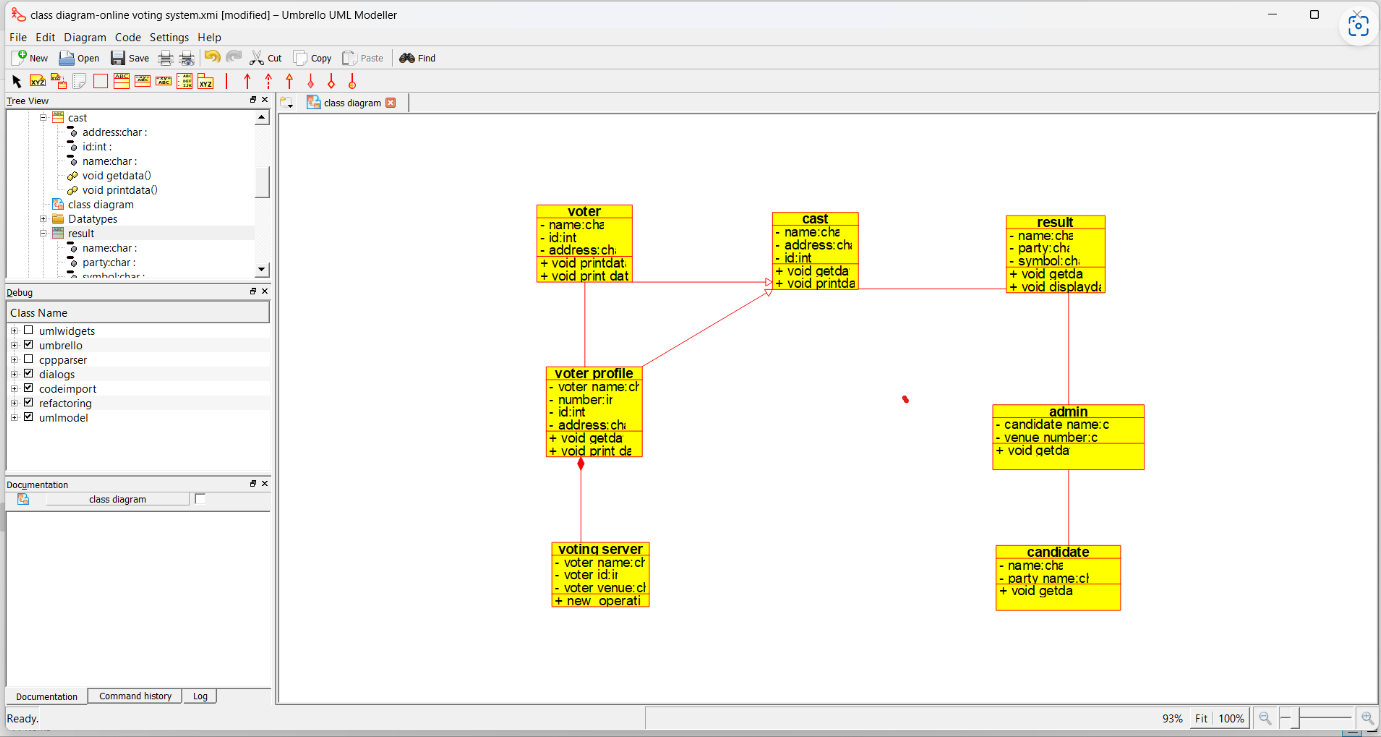 class diagram-online voting system.xmi [modified] – Umbrello UML Modeller
File Edit Diagram Code Settings Help
New Open Save Cut Copy Paste Find
Tree View
class diagram
cast
address:char :
id:int :
name:char :
void getdata()
void printdata()
class diagram
Datatypes
result
name:char :
party:char :
symbol:char :
Debug
Class Name
umlwidgets
umbrello
cppparser
dialogs
codeimport
refactoring
umlmodel
Documentation
class diagram
Documentation Command history Log
Ready.
voter
- name:cha
- id:int
- address:cha
+ void printdat
+ void print dat
cast
- name:cha
- address:cha
- id:int
+ void getda
+ void printda
result
- name:cha
- party:cha
- symbol:cha
+ void getda
+ void displayda
voter profile
- voter name:ch
- number:ir
- id:int
- address:cha
+ void getda
+ void print da
admin
- candidate name:c
- venue number:c
+ void getda
voting server
- voter name:ch
- voter id:ir
- voter venue:cl
+ new_operati
candidate
- name:cha
- party name:cl
+ void getda
93% Fit 100%